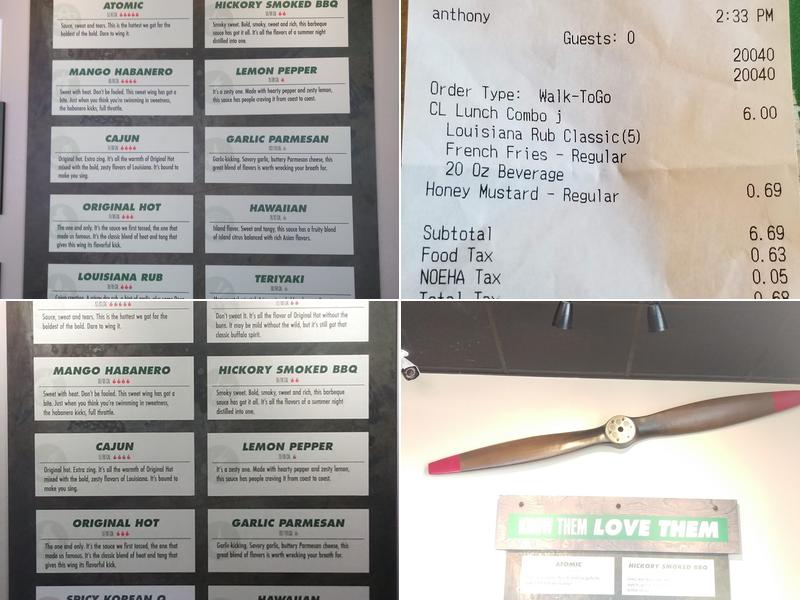 ATOMIC
Sauce, sweat and tears. This is the hottest we got for the
boldest of the bold. Dare to wing it.
HICKORY SMOKED BBQ
Smoky sweet. Bold, smoky, sweet and rich, this barbeque
sauce has got it all. It's all the flavors of a summer night
distilled into one.
MANGO HABANERO
Sweet with heat. Don't be fooled. This sweet wing has got a
bite. Just when you think you're swimming in sweetness,
the habanero kicks, full throttle.
LEMON PEPPER
It's a zesty one. Made with hearty pepper and zesty lemon,
this sauce has people craving it from coast to coast.
CAJUN
Original hot. Extra zing. It's all the warmth of Original Hot
mixed with the bold, zesty flavors of Louisiana. It's bound to
make you sing.
GARLIC PARMESAN
Garlic-kicking. Savory garlic, buttery Parmesan cheese, this
great blend of flavors is worth wrecking your breath for.
ORIGINAL HOT
The one and only. It's the sauce we first tossed, the one that
made us famous. It's the classic blend of heat and tang that
gives this wing its flavorful kick.
HAWAIIAN
Island flavor. Sweet and tangy, this sauce has a fruity blend
of island citrus balanced with rich Asian flavors.
LOUISIANA RUB
TERIYAKI
anthony 2:33 PM
Guests: 0
20040
20040
Order Type: Walk-ToGo
CL Lunch Combo j 6.00
Louisiana Rub Classic(5)
French Fries - Regular
20 Oz Beverage
Honey Mustard - Regular 0.69
Subtotal 6.69
Food Tax 0.63
NOEHA Tax 0.05
Total Tax 0.68
Sauce, sweat and tears. This is the hottest we got for the
boldest of the bold. Dare to wing it.
Don't sweat it. It's all the flavor of Original Hot without the
burn. It may be mild without the wild, but it's still got that
classic buffalo spirit.
MANGO HABANERO
Sweet with heat. Don't be fooled. This sweet wing has got a
bite. Just when you think you're swimming in sweetness,
the habanero kicks, full throttle.
HICKORY SMOKED BBQ
Smoky sweet. Bold, smoky, sweet and rich, this barbeque
sauce has got it all. It's all the flavors of a summer night
distilled into one.
CAJUN
Original hot. Extra zing. It's all the warmth of Original Hot
mixed with the bold, zesty flavors of Louisiana. It's bound to
make you sing.
LEMON PEPPER
It's a zesty one. Made with hearty pepper and zesty lemon,
this sauce has people craving it from coast to coast.
ORIGINAL HOT
The one and only. It's the sauce we first tossed, the one that
made us famous. It's the classic blend of heat and tang that
gives this wing its flavorful kick.
GARLIC PARMESAN
Garlic-kicking. Savory garlic, buttery Parmesan cheese, this
great blend of flavors is worth wrecking your breath for.
SPICY KOREAN Q
HAWAIIAN
KNOW THEM LOVE THEM
ATOMIC
HICKORY SMOKED BBQ